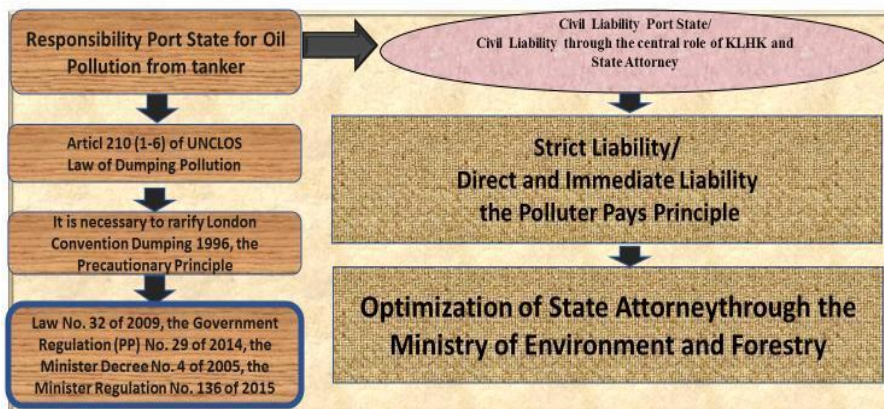 Responsibility Port State for Oil
Pollution from tanker
Civil Liability Port State/
Civil Liability through the central role of KLHK and
State Attorney
Articl 210 (1-6) of UNCLOS
Law of Dumping Pollution
It is necessary to rarify London
Convention Dumping 1996, the
Precautionary Principle
Law No. 32 of 2009, the Government
Regulation (PP) No. 29 of 2014, the
Minister Decree No. 4 of 2005, the
Minister Regulation No. 136 of 2015
Strict Liability/
Direct and Immediate Liability
the Polluter Pays Principle
Optimization of State Attorneythrough the
Ministry of Environment and Forestry